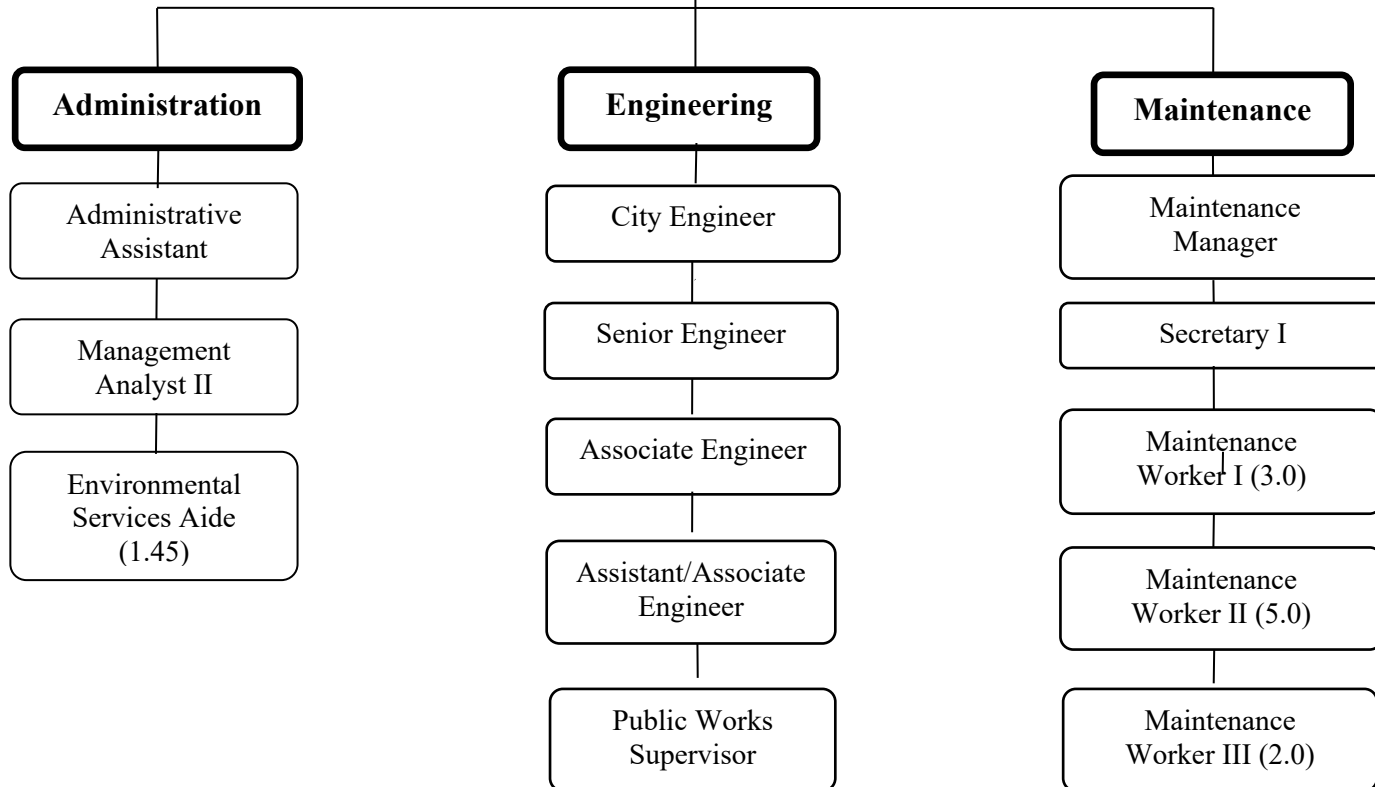 Administration
Administrative
Assistant
Management
Analyst II
Environmental
Services Aide
(1.45)
Engineering
City Engineer
Senior Engineer
Associate Engineer
Assistant/Associate
Engineer
Public Works
Supervisor
Maintenance
Maintenance
Manager
Secretary I
Maintenance
Worker I (3.0)
Maintenance
Worker II (5.0)
Maintenance
Worker III (2.0)